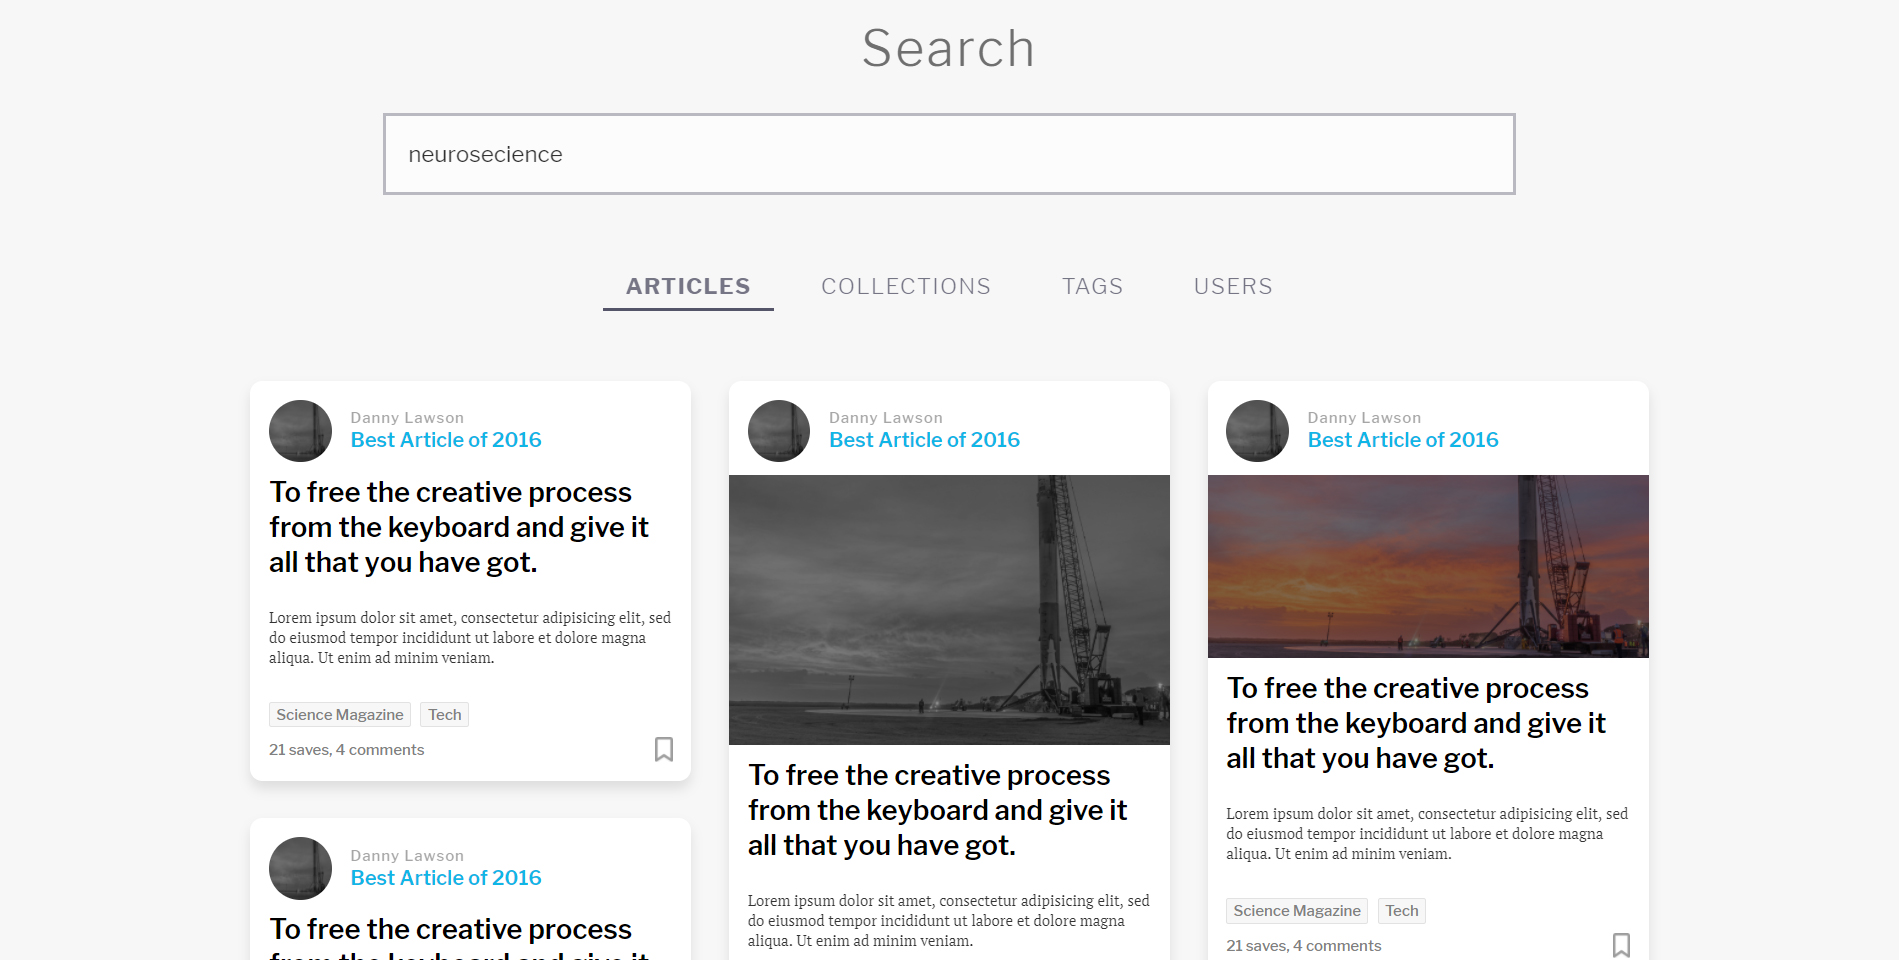 Search
neurosecience
ARTICLES COLLECTIONS TAGS USERS
Danny Lawson
Best Article of 2016
To free the creative process
from the keyboard and give it
all that you have got.
Lorem ipsum dolor sit amet, consectetur adipisicing elit, sed
do eiusmod tempor incididunt ut labore et dolore magna
aliqua. Ut enim ad minim veniam.
Science Magazine Tech
21 saves, 4 comments
Danny Lawson
Best Article of 2016
To free the creative process
from the keyboard and give it
Danny Lawson
Best Article of 2016
To free the creative process
from the keyboard and give it
all that you have got.
Lorem ipsum dolor sit amet, consectetur adipisicing elit, sed
do eiusmod tempor incididunt ut labore et dolore magna
aliqua. Ut enim ad minim veniam.
Danny Lawson
Best Article of 2016
To free the creative process
from the keyboard and give it
all that you have got.
Lorem ipsum dolor sit amet, consectetur adipisicing elit, sed
do eiusmod tempor incididunt ut labore et dolore magna
aliqua. Ut enim ad minim veniam.
Science Magazine Tech
21 saves, 4 comments